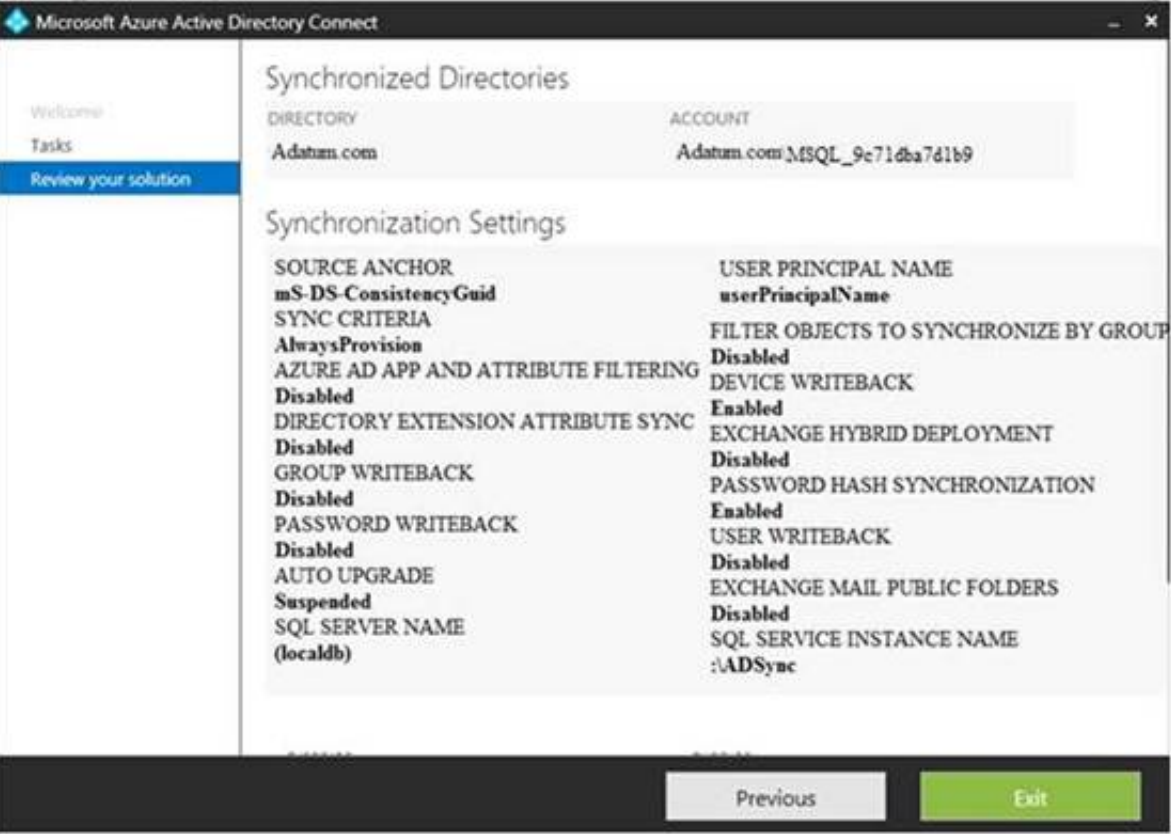 Microsoft Azure Active Directory Connect
Welcome
Tasks
Review your solution
Synchronized Directories
DIRECTORY
ACCOUNT
Adatum.com
Adatum.com\MSQL_9c71dba7d1b9
Synchronization Settings
SOURCE ANCHOR
mS-DS-ConsistencyGuid
SYNC CRITERIA
AlwaysProvision
AZURE AD APP AND ATTRIBUTE FILTERING
Disabled
DIRECTORY EXTENSION ATTRIBUTE SYNC
Disabled
GROUP WRITEBACK
Disabled
PASSWORD WRITEBACK
Disabled
AUTO UPGRADE
Suspended
SQL SERVER NAME
(localdb)
USER PRINCIPAL NAME
userPrincipalName
FILTER OBJECTS TO SYNCHRONIZE BY GROUP
Disabled
DEVICE WRITEBACK
Enabled
EXCHANGE HYBRID DEPLOYMENT
Disabled
PASSWORD HASH SYNCHRONIZATION
Enabled
USER WRITEBACK
Disabled
EXCHANGE MAIL PUBLIC FOLDERS
Disabled
SQL SERVICE INSTANCE NAME
:\ADSync
Previous
Exit